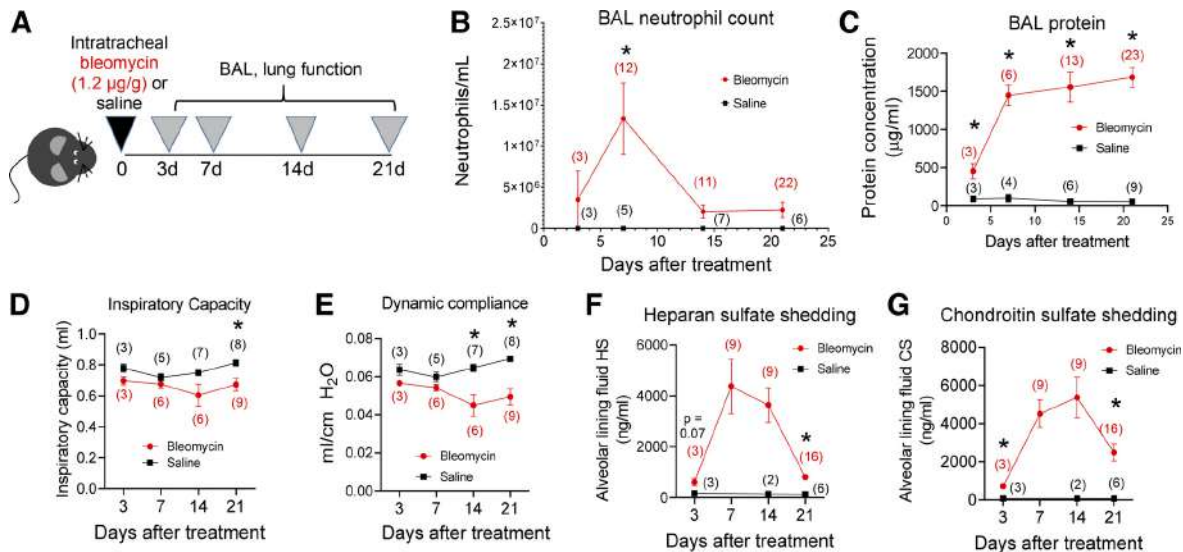 A
Intratracheal
bleomycin
(1.2 µg/g) or
saline
BAL, lung function
0 3d 7d 14d 21d
B
BAL neutrophil count
Neutrophils/mL
2.5×10⁷
2.0×10⁷
1.5×10⁷
1.0×10⁷
5×10⁶
0
*
(12)
(3)
(11)
(22)
(3)
(5)
(7)
(6)
Bleomycin
Saline
0 5 10 15 20 25
Days after treatment
C
BAL protein
Protein concentration
(µg/ml)
2000
1500
1000
500
0
* * * *
(3)
(6)
(13)
(23)
(3)
(4)
(6)
(9)
Bleomycin
Saline
0 5 10 15 20 25
Days after treatment
D
Inspiratory Capacity
Inspiratory capacity (ml)
1.0
0.8
0.6
0.4
0.2
0.0
*
(3) (5) (7) (8)
(3) (6) (6) (9)
Bleomycin
Saline
3 7 14 21
Days after treatment
E
Dynamic compliance
ml/cm H₂O
0.08
0.06
0.04
0.02
0.00
* *
(3) (5) (7) (8)
(3) (6) (6) (9)
Bleomycin
Saline
3 7 14 21
Days after treatment
F
Heparan sulfate shedding
Alveolar lining fluid HS
(ng/ml)
6000
4000
2000
0
p =
0.07
(3)
(9)
(9)
*
(16)
(3)
(2)
(6)
Bleomycin
Saline
3 7 14 21
Days after treatment
G
Chondroitin sulfate shedding
Alveolar lining fluid CS
(ng/ml)
8000
6000
4000
2000
0
*
(3)
(9)
(9)
*
(16)
(3)
(2)
(6)
Bleomycin
Saline
3 7 14 21
Days after treatment